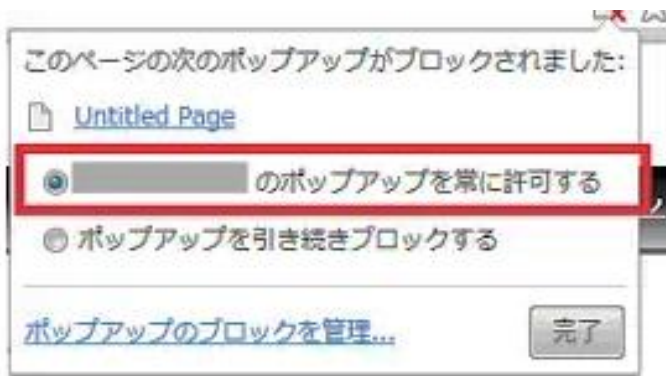 このページの次のポップアップがブロックされました:
Untitled Page
のポップアップを常に許可する
ポップアップを引き続きブロックする
ポップアップのブロックを管理...
完了